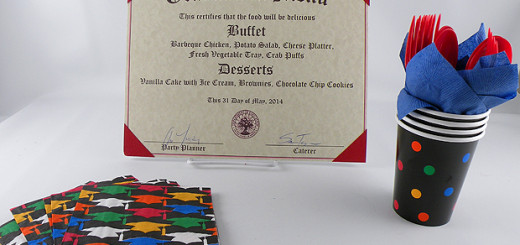 This certifies that the food will be delicious
Buffet
Barbeque Chicken, Potato Salad, Cheese Platter,
Fresh Vegetable Tray, Crab Puffs
Desserts
Vanilla Cake with Ice Cream, Brownies, Chocolate Chip Cookies
This 31 Day of May, 2014
Party Planner
Caterer